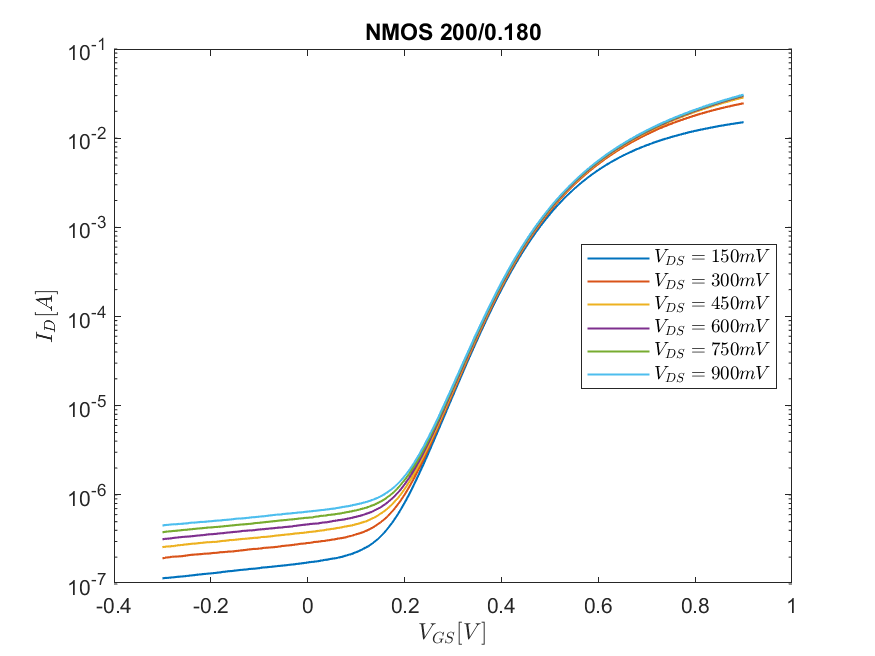 NMOS 200/0.180
10^-1
10^-2
10^-3
10^-4
10^-5
10^-6
10^-7
I_D[A]
V_DS = 150mV
V_DS = 300mV
V_DS = 450mV
V_DS = 600mV
V_DS = 750mV
V_DS = 900mV
-0.4 -0.2 0 0.2 0.4 0.6 0.8 1
V_GS[V]